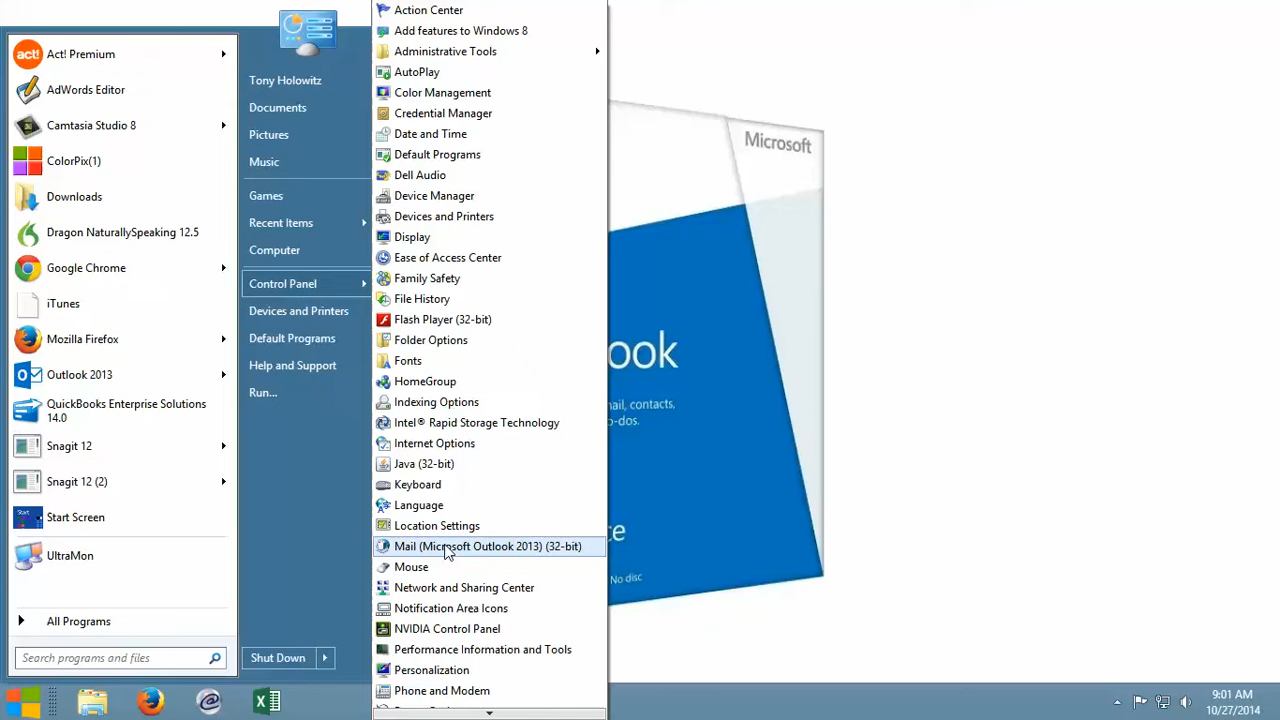 Act! Premium
AdWords Editor
Camtasia Studio 8
ColorPix(1)
Downloads
Dragon NaturallySpeaking 12.5
Google Chrome
iTunes
Mozilla Firefox
Outlook 2013
QuickBooks Enterprise Solutions
14.0
Snagit 12
Snagit 12 (2)
Start Screen
UltraMon
All Programs
Search programs and files
Tony Holowitz
Documents
Pictures
Music
Games
Recent Items
Computer
Control Panel
Devices and Printers
Default Programs
Help and Support
Run...
Shut Down
Action Center
Add features to Windows 8
Administrative Tools
AutoPlay
Color Management
Credential Manager
Date and Time
Default Programs
Dell Audio
Device Manager
Devices and Printers
Display
Ease of Access Center
Family Safety
File History
Flash Player (32-bit)
Folder Options
Fonts
HomeGroup
Indexing Options
Intel® Rapid Storage Technology
Internet Options
Java (32-bit)
Keyboard
Language
Location Settings
Mail (Microsoft Outlook 2013) (32-bit)
Mouse
Network and Sharing Center
Notification Area Icons
NVIDIA Control Panel
Performance Information and Tools
Personalization
Phone and Modem
Microsoft
ook
nail, contacts,
o-dos.
ce
No disc
act!
Start
9:01 AM
10/27/2014